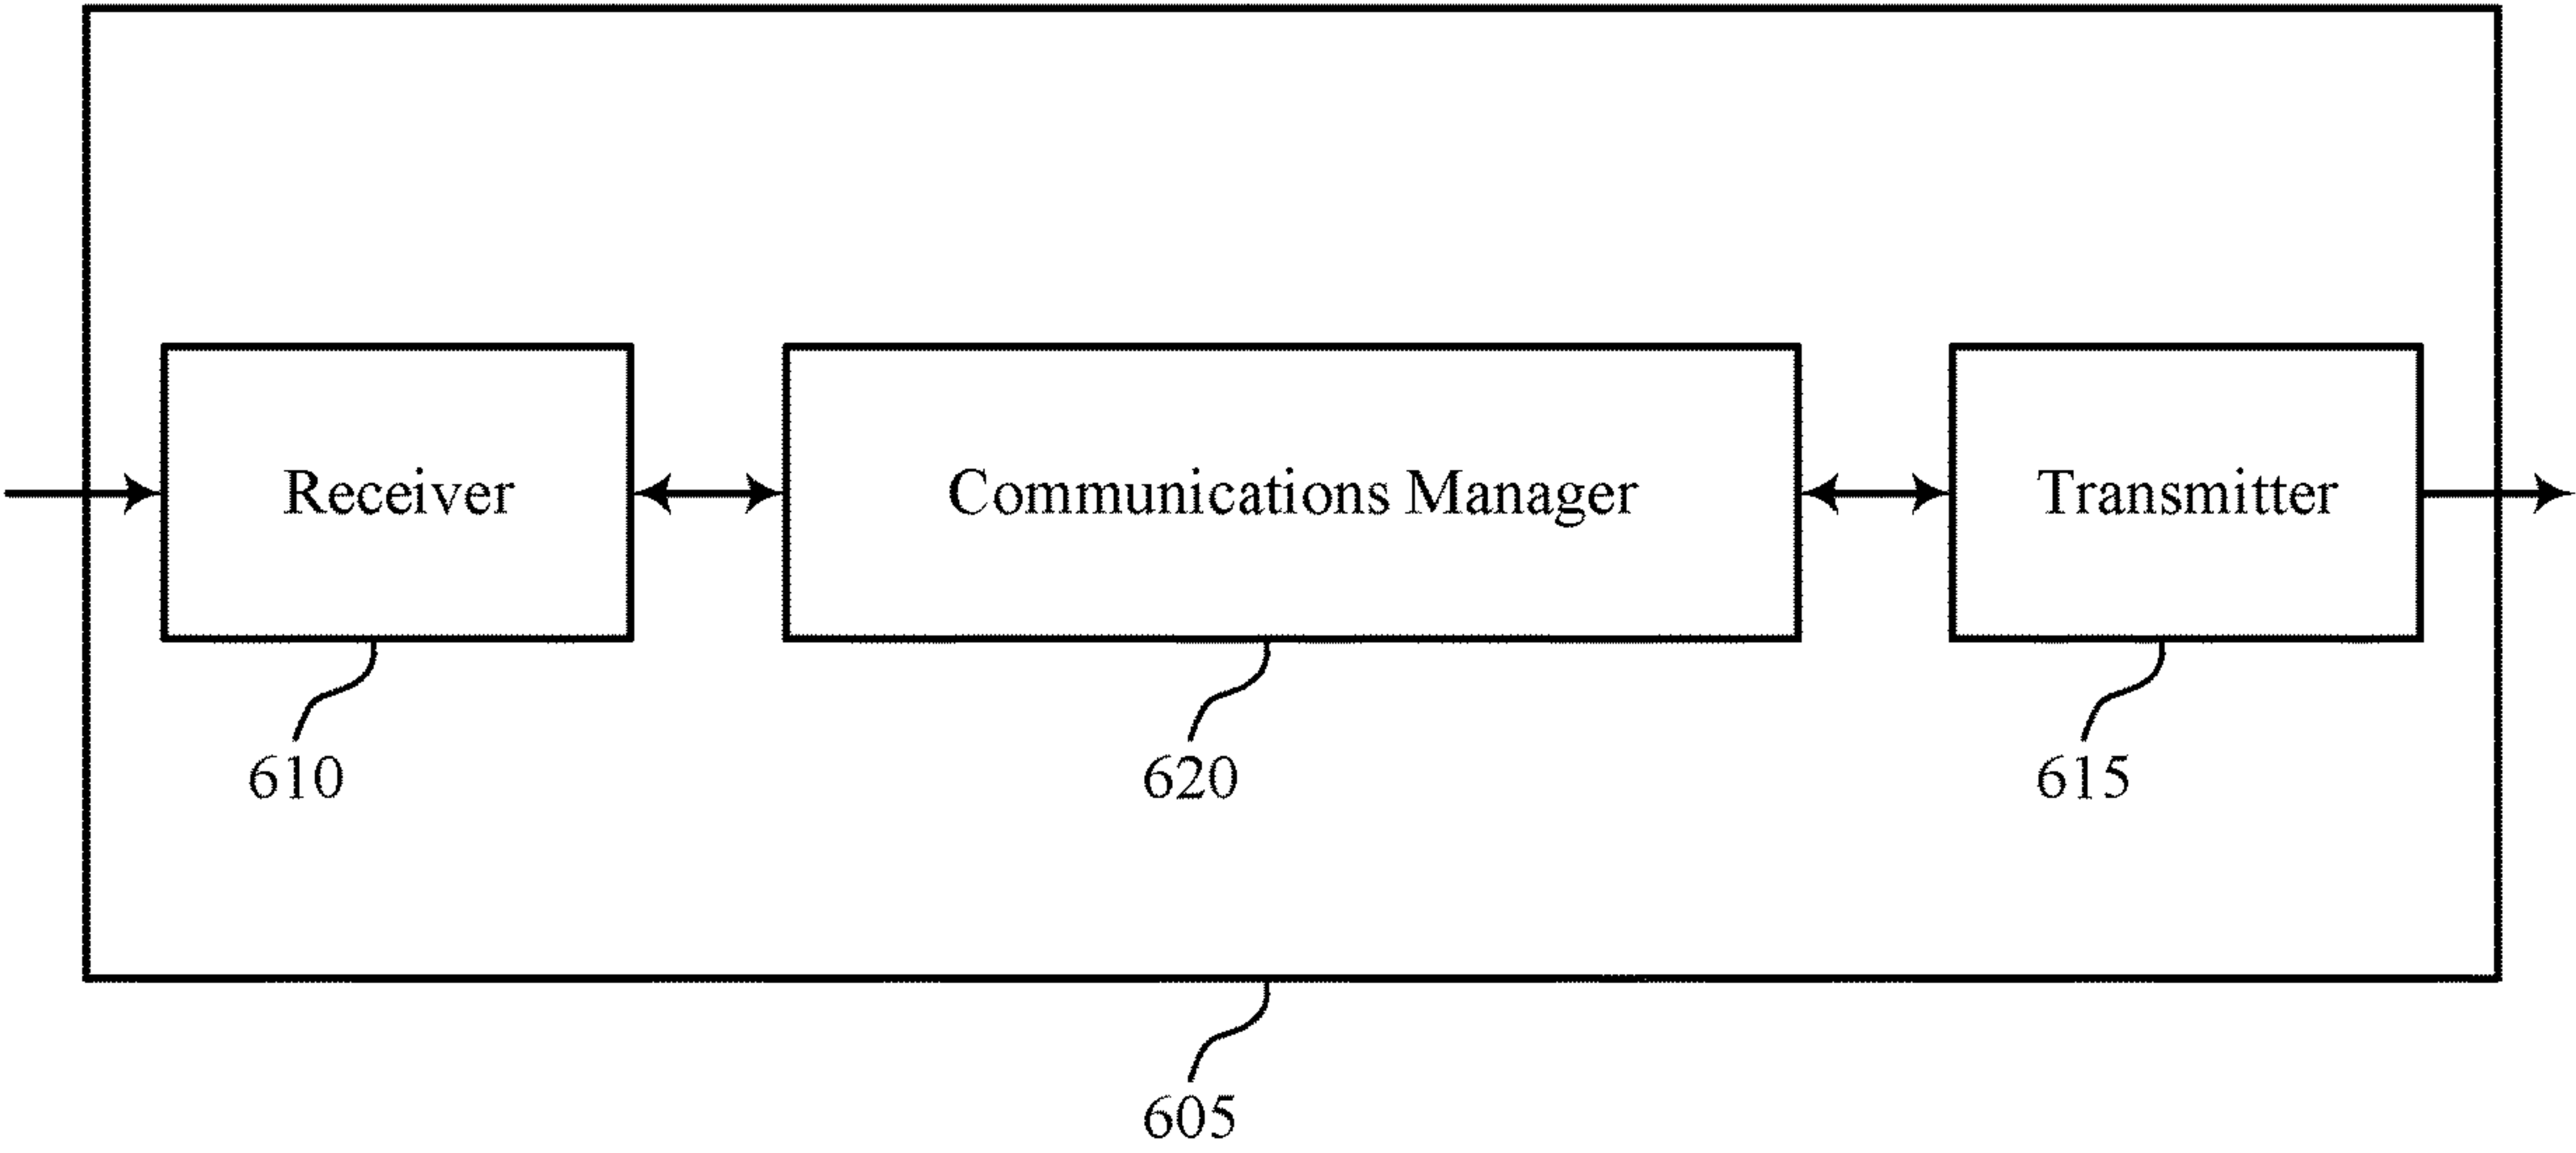 Receiver
Communications Manager
Transmitter
610
620
615
605